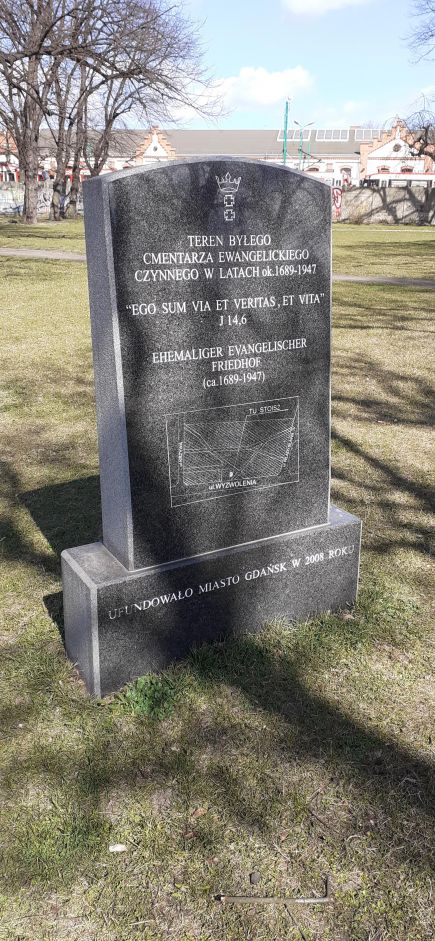 TEREN BYŁEGO
CMENTARZA EWANGELICKIEGO
CZYNNEGO W LATACH ok.1689-1947
"EGO SUM VIA ET VERITAS, ET VITA"
J 14,6
EHEMALIGER EVANGELISCHER
FRIEDHOF
(ca.1689-1947)
TU STOISZ
ul.WYZWOLENIA
UFUNDOWAŁO MIASTO GDAŃSK W 2008 ROKU